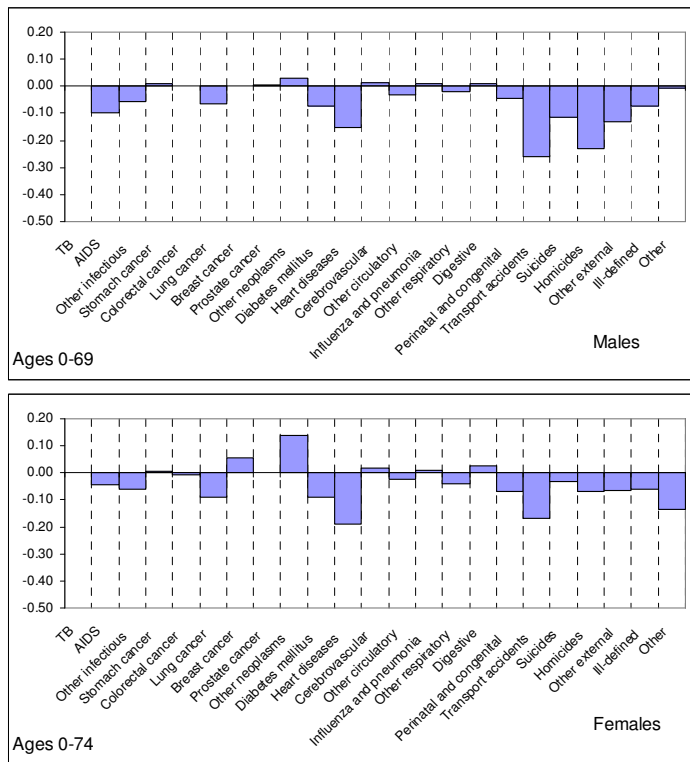 0.20
0.10
0.00
-0.10
-0.20
-0.30
-0.40
-0.50
TB
AIDS
Other infectious
Stomach cancer
Colorectal cancer
Lung cancer
Breast cancer
Prostate cancer
Other neoplasms
Diabetes mellitus
Heart diseases
Cerebrovascular
Other circulatory
Influenza and pneumonia
Other respiratory
Digestive
Perinatal and congenital
Transport accidents
Suicides
Homicides
Other external
Ill-defined
Other
Males
Ages 0-69
0.20
0.10
0.00
-0.10
-0.20
-0.30
-0.40
-0.50
TB
AIDS
Other infectious
Stomach cancer
Colorectal cancer
Lung cancer
Breast cancer
Prostate cancer
Other neoplasms
Diabetes mellitus
Heart diseases
Cerebrovascular
Other circulatory
Influenza and pneumonia
Other respiratory
Digestive
Perinatal and congenital
Transport accidents
Suicides
Homicides
Other external
Ill-defined
Other
Females
Ages 0-74